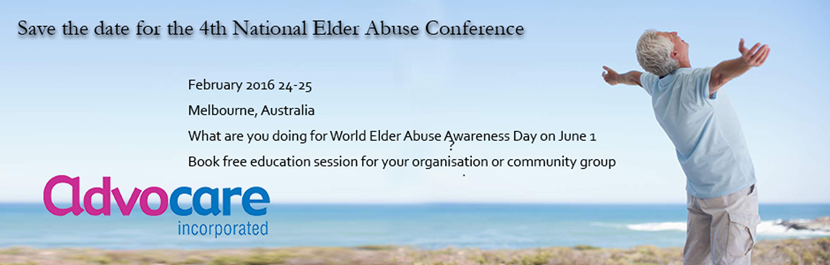 Save the date for the 4th National Elder Abuse Conference
February 2016 24-25
Melbourne, Australia
What are you doing for World Elder Abuse Awareness Day on June 1
?
Book free education session for your organisation or community group
.
advocare
incorporated